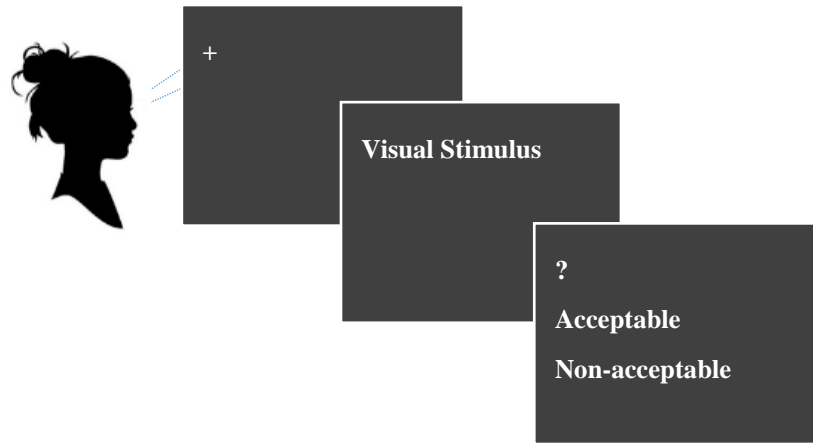 +
Visual Stimulus
?
Acceptable
Non-acceptable